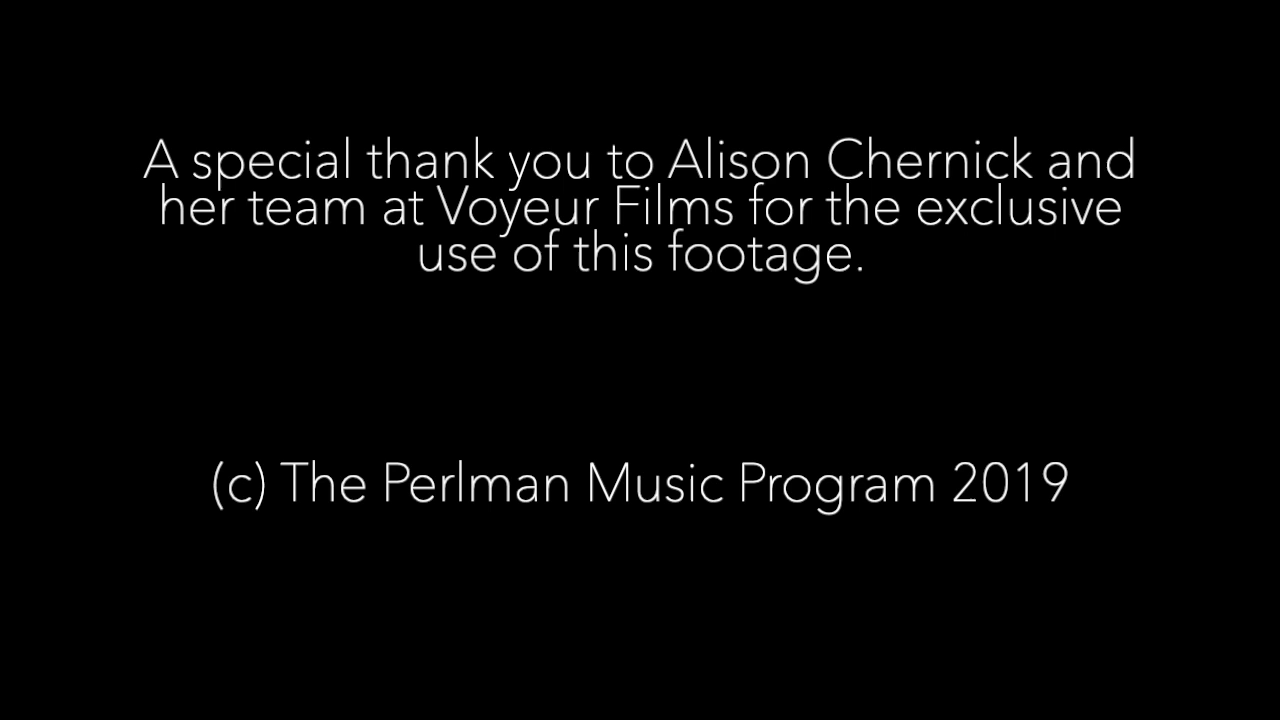 A special thank you to Alison Chernick and
her team at Voyeur Films for the exclusive
use of this footage.
(c) The Perlman Music Program 2019